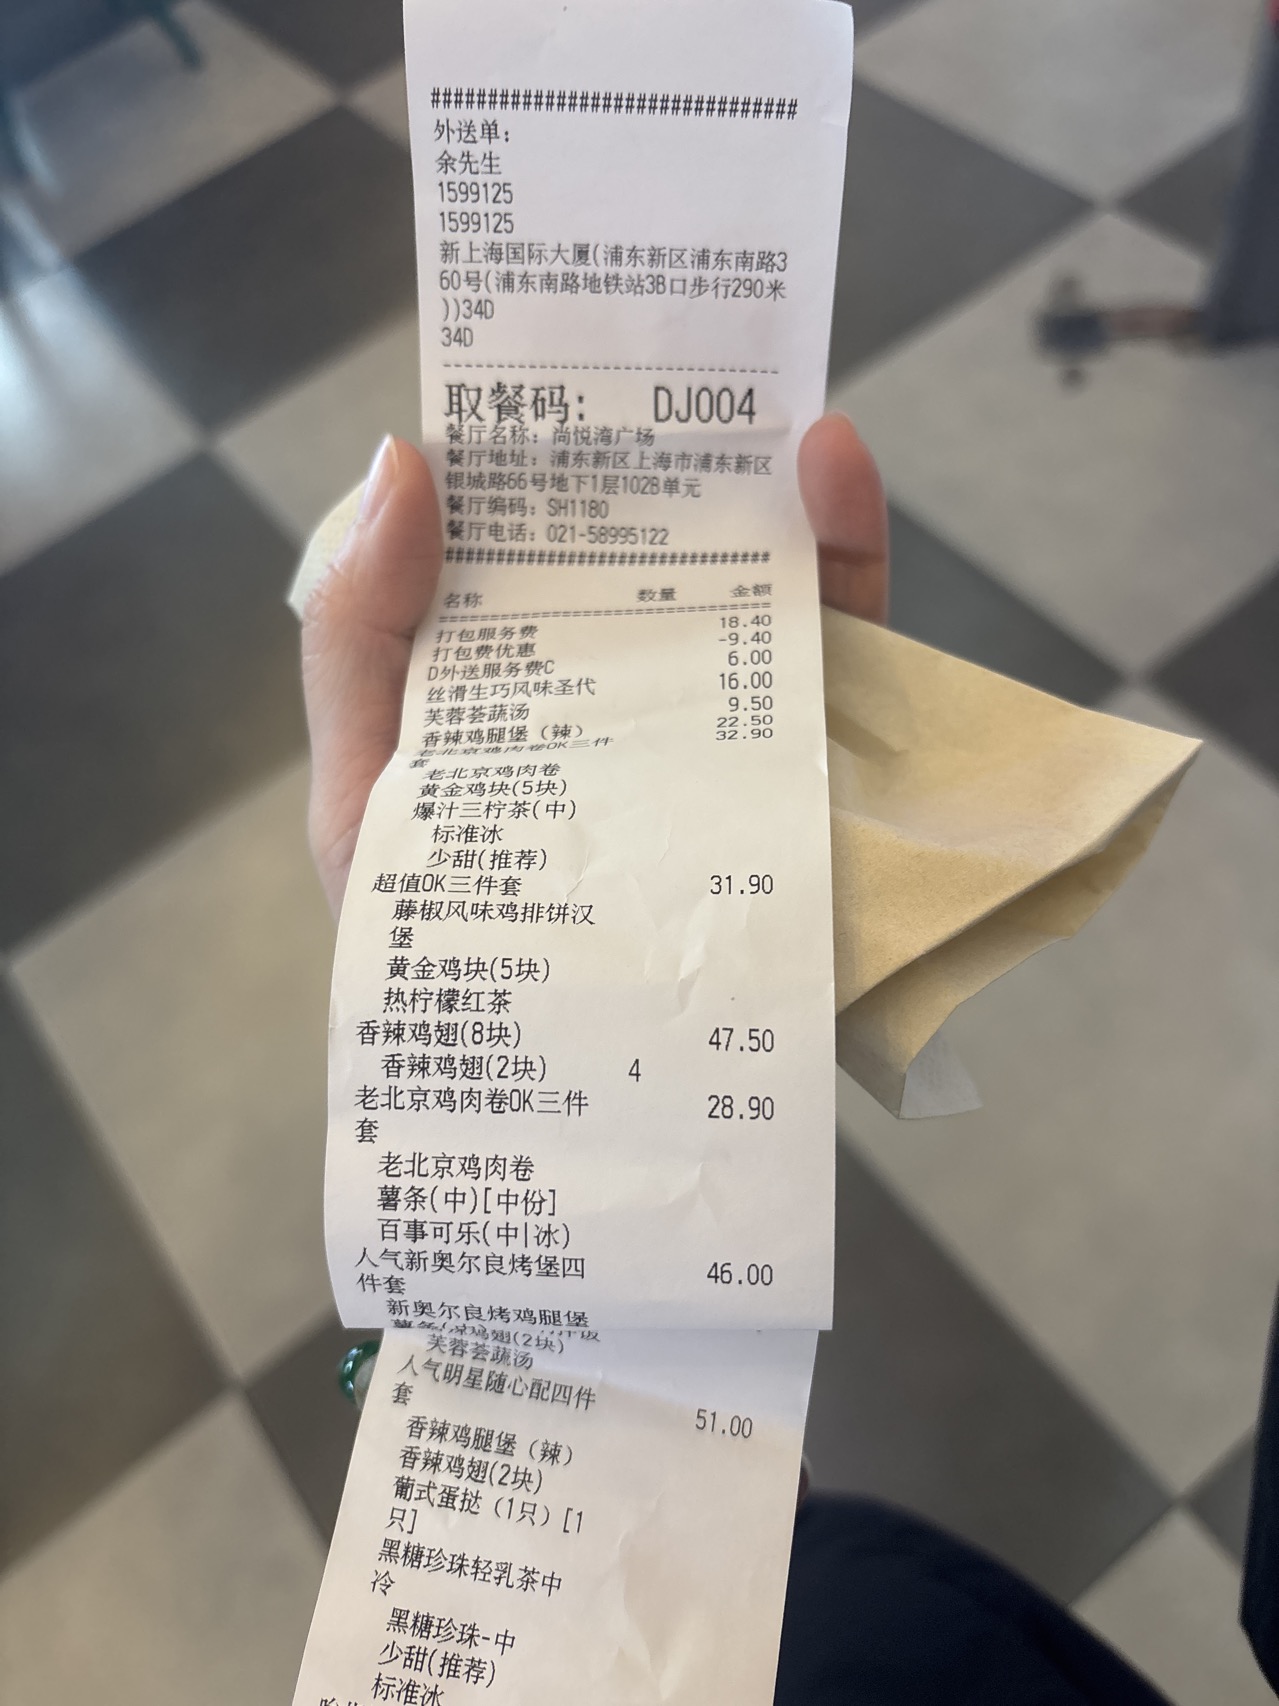 ##############################
外送单:
余先生
1599125
1599125
新上海国际大厦(浦东新区浦东南路3
60号(浦东南路地铁站3B口步行290米
))34D
34D
取餐码: DJ004
餐厅名称: 尚悦湾广场
餐厅地址: 浦东新区上海市浦东新区
银城路66号地下1层102B单元
餐厅编码: SH1180
餐厅电话: 021-58995122
##############################
名称 数量 金额
打包服务费 18.40
打包费优惠 -9.40
D外送服务费C 6.00
丝滑生巧风味圣代 16.00
芙蓉荟蔬汤 9.50
香辣鸡腿堡（辣） 22.50
老北京鸡肉卷OK三件 32.90
套
老北京鸡肉卷
黄金鸡块(5块)
爆汁三柠茶(中)
标准冰
少甜(推荐)
超值OK三件套 31.90
藤椒风味鸡排饼汉
堡
黄金鸡块(5块)
热柠檬红茶
香辣鸡翅(8块) 47.50
香辣鸡翅(2块) 4
老北京鸡肉卷OK三件 28.90
套
老北京鸡肉卷
薯条(中)[中份]
百事可乐(中|冰)
人气新奥尔良烤堡四 46.00
件套
新奥尔良烤鸡腿堡
鸡翅(2块)
芙蓉荟蔬汤
人气明星随心配四件 51.00
套
香辣鸡腿堡（辣）
香辣鸡翅(2块)
葡式蛋挞（1只）[1
只]
黑糖珍珠轻乳茶中
冷
黑糖珍珠-中
少甜(推荐)
标准冰